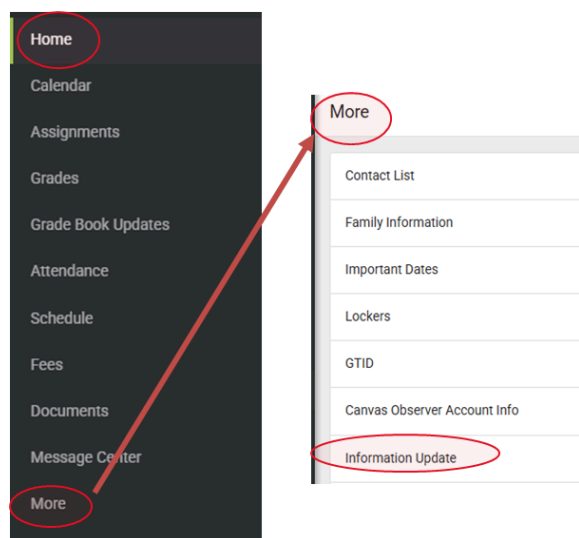 Home
Calendar
Assignments
Grades
Grade Book Updates
Attendance
Schedule
Fees
Documents
Message Center
More
More
Contact List
Family Information
Important Dates
Lockers
GTID
Canvas Observer Account Info
Information Update